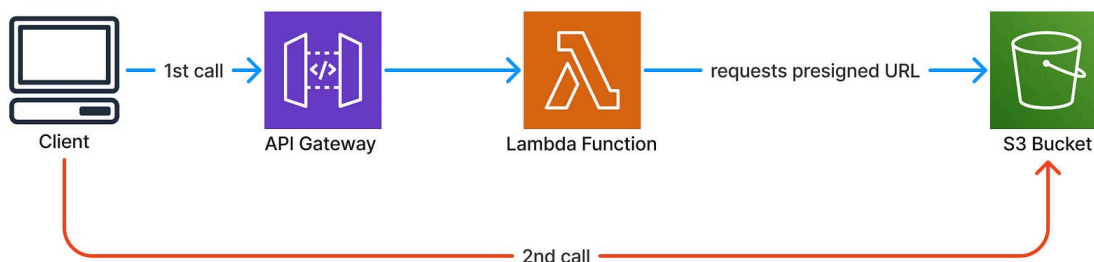 1st call
</>
requests presigned URL
Client
API Gateway
Lambda Function
S3 Bucket
2nd call